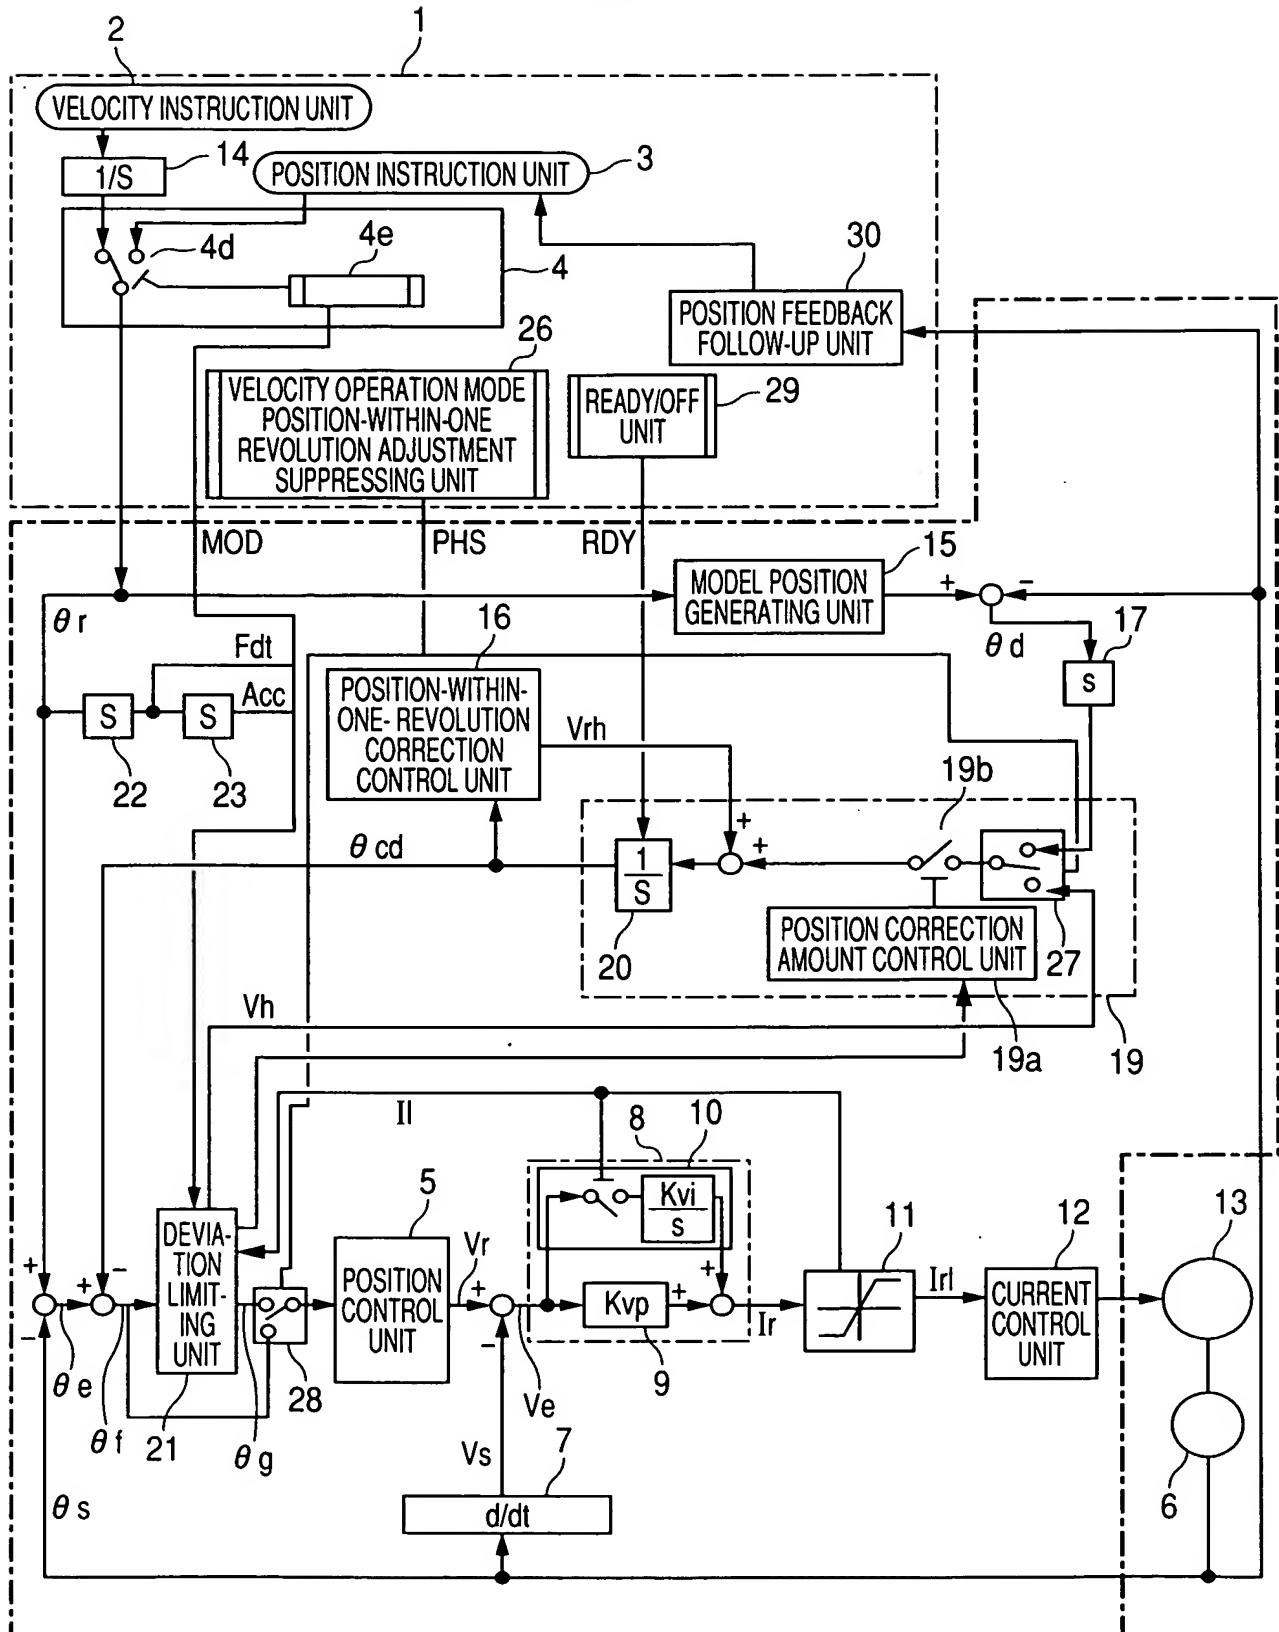 1
2
VELOCITY INSTRUCTION UNIT
14
1/S
POSITION INSTRUCTION UNIT
3
4d
4e
4
30
POSITION FEEDBACK
FOLLOW-UP UNIT
26
VELOCITY OPERATION MODE
POSITION-WITHIN-ONE
REVOLUTION ADJUSTMENT
SUPPRESSING UNIT
READY/OFF
UNIT
29
MOD
PHS
RDY
15
MODEL POSITION
GENERATING UNIT
+
−
θr
θd
17
s
16
Fdt
Acc
S
S
22
23
POSITION-WITHIN-
ONE- REVOLUTION
CORRECTION
CONTROL UNIT
Vrh
19b
+
+
θcd
1
S
20
POSITION CORRECTION
AMOUNT CONTROL UNIT
27
Vh
19a
19
Il
8
10
Kvi
s
5
11
12
13
DEVIA-
TION
LIMIT-
ING
UNIT
POSITION
CONTROL
UNIT
Vr
+
−
Kvp
+
+
Ir
Irl
CURRENT
CONTROL
UNIT
+
−
+
−
θe
θf
21
θg
28
9
Ve
Vs
7
6
θs
d/dt